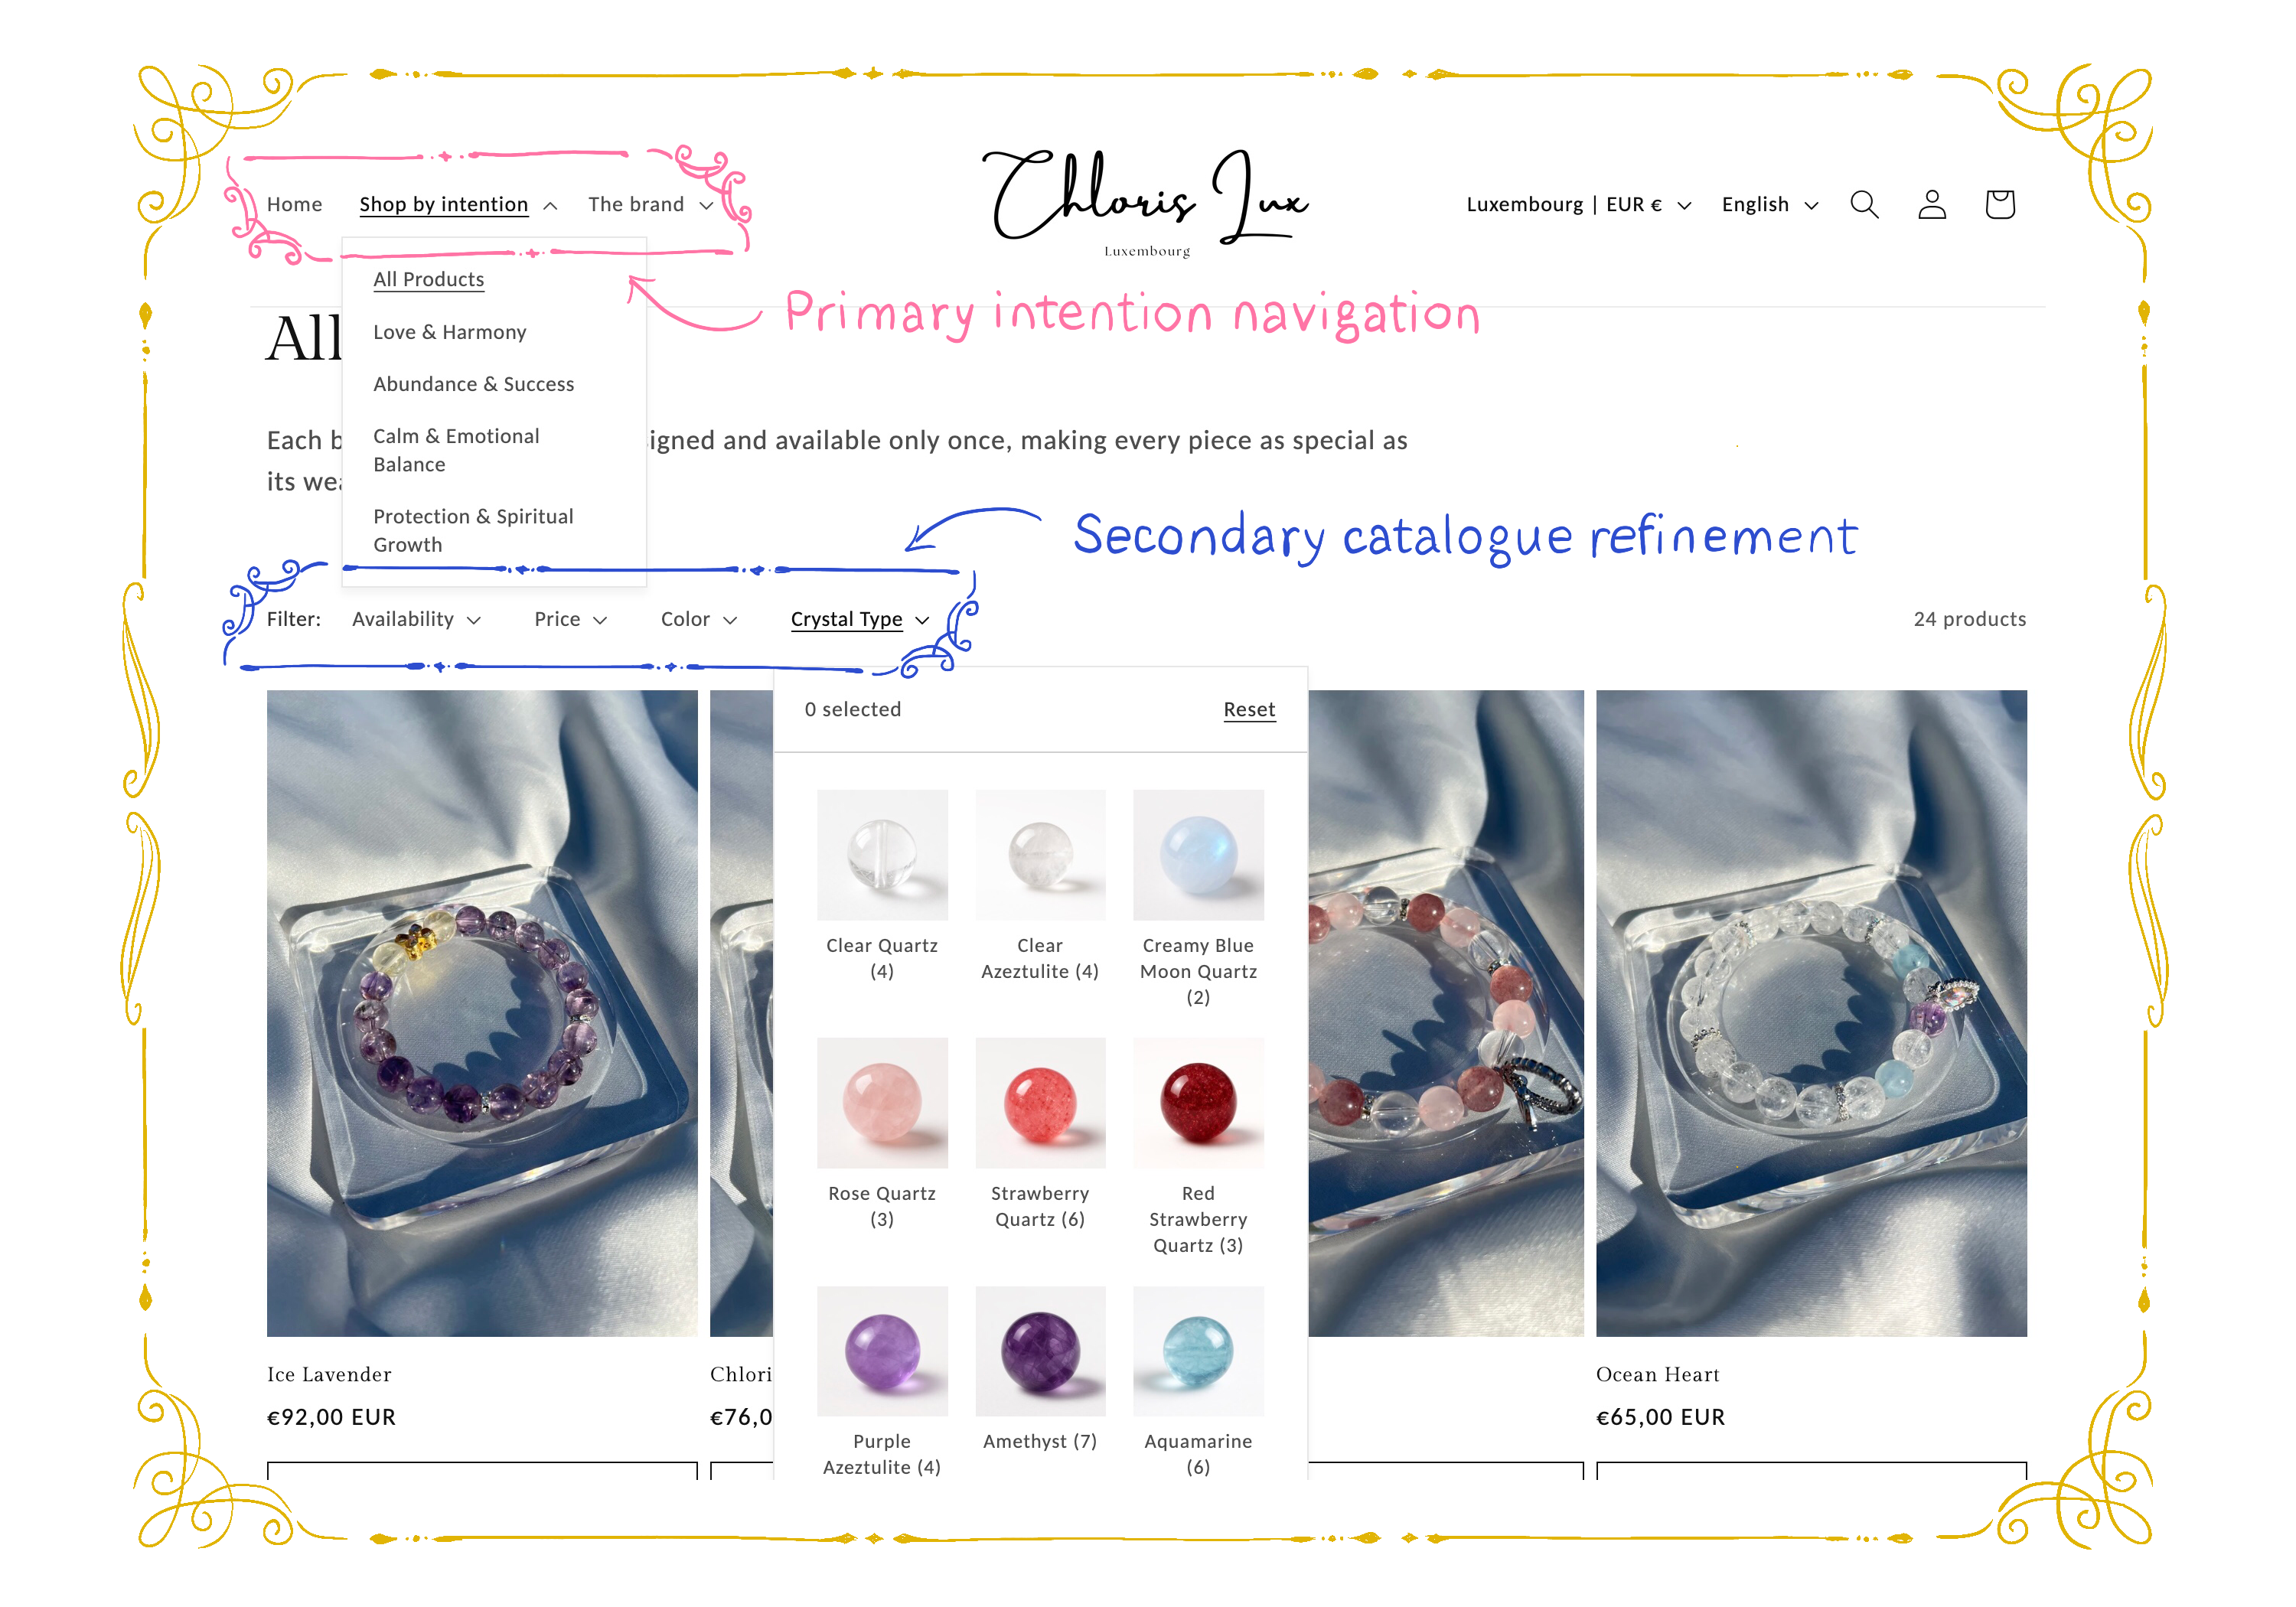 Home
Shop by intention
The brand
Chloris Lux
Luxembourg
Luxembourg | EUR €
English
All Products
Love & Harmony
Abundance & Success
Calm & Emotional
Balance
Protection & Spiritual
Growth
Primary intention navigation
All
Each b
igned and available only once, making every piece as special as
its wea
Secondary catalogue refinement
Filter:
Availability
Price
Color
Crystal Type
24 products
0 selected
Reset
Clear Quartz
(4)
Clear
Azeztulite (4)
Creamy Blue
Moon Quartz
(2)
Rose Quartz
(3)
Strawberry
Quartz (6)
Red
Strawberry
Quartz (3)
Purple
Azeztulite (4)
Amethyst (7)
Aquamarine
(6)
Ice Lavender
€92,00 EUR
Chlori
€76,0
Ocean Heart
€65,00 EUR